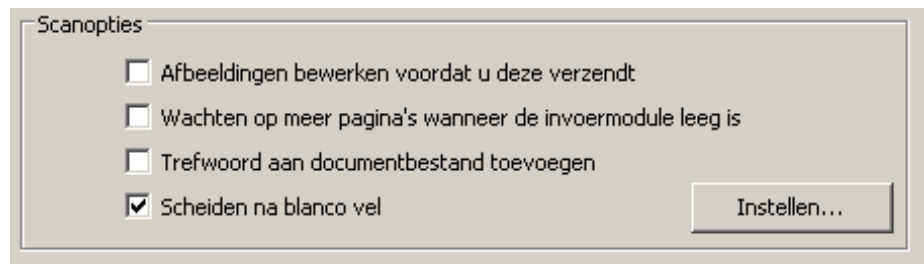 Scanopties
Afbeeldingen bewerken voordat u deze verzendt
Wachten op meer pagina's wanneer de invoermodule leeg is
Trefwoord aan documentbestand toevoegen
Scheiden na blanco vel
Instellen...